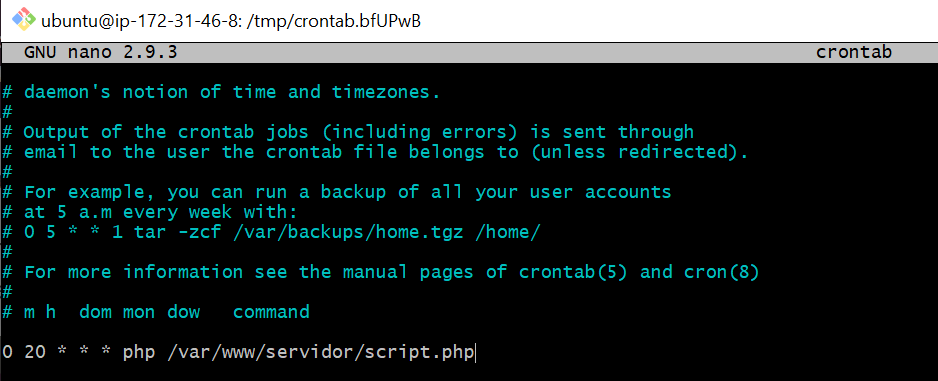 ubuntu@ip-172-31-46-8: /tmp/crontab.bfUPwB
GNU nano 2.9.3 crontab
# daemon's notion of time and timezones.
#
# Output of the crontab jobs (including errors) is sent through
# email to the user the crontab file belongs to (unless redirected).
#
# For example, you can run a backup of all your user accounts
# at 5 a.m every week with:
# 0 5 * * 1 tar -zcf /var/backups/home.tgz /home/
#
# For more information see the manual pages of crontab(5) and cron(8)
#
# m h  dom mon dow   command
0 20 * * * php /var/www/servidor/script.php